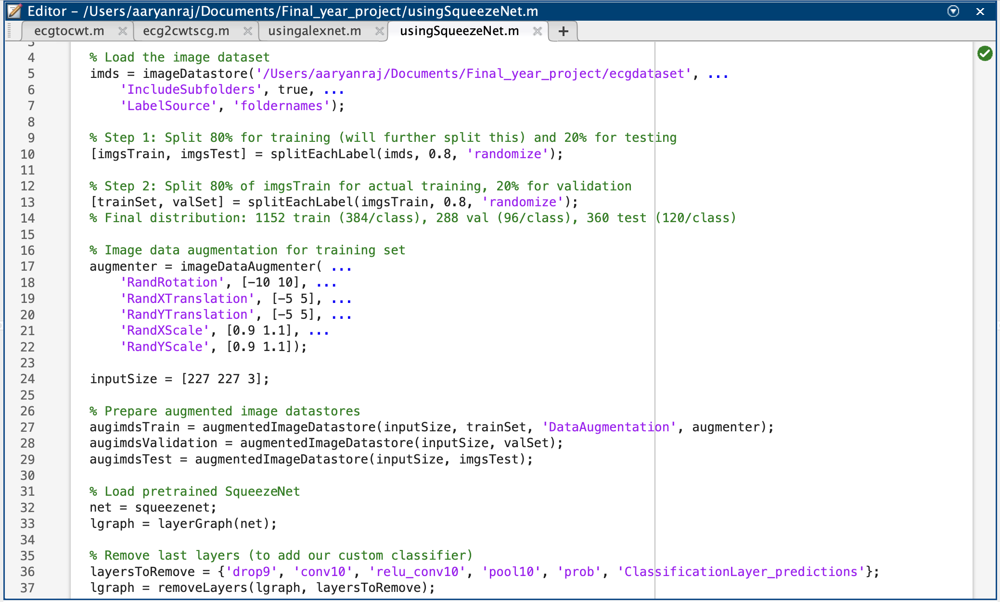 Editor – /Users/aaryanraj/Documents/Final_year_project/usingSqueezeNet.m
ecgtocwt.m ecg2cwtscg.m usingalexnet.m usingSqueezeNet.m +
3
4 % Load the image dataset
5 imds = imageDatastore('/Users/aaryanraj/Documents/Final_year_project/ecgdataset', ...
6     'IncludeSubfolders', true, ...
7     'LabelSource', 'foldernames');
8
9 % Step 1: Split 80% for training (will further split this) and 20% for testing
10 [imgsTrain, imgsTest] = splitEachLabel(imds, 0.8, 'randomize');
11
12 % Step 2: Split 80% of imgsTrain for actual training, 20% for validation
13 [trainSet, valSet] = splitEachLabel(imgsTrain, 0.8, 'randomize');
14 % Final distribution: 1152 train (384/class), 288 val (96/class), 360 test (120/class)
15
16 % Image data augmentation for training set
17 augmenter = imageDataAugmenter( ...
18     'RandRotation', [-10 10], ...
19     'RandXTranslation', [-5 5], ...
20     'RandYTranslation', [-5 5], ...
21     'RandXScale', [0.9 1.1], ...
22     'RandYScale', [0.9 1.1]);
23
24 inputSize = [227 227 3];
25
26 % Prepare augmented image datastores
27 augimdsTrain = augmentedImageDatastore(inputSize, trainSet, 'DataAugmentation', augmenter);
28 augimdsValidation = augmentedImageDatastore(inputSize, valSet);
29 augimdsTest = augmentedImageDatastore(inputSize, imgsTest);
30
31 % Load pretrained SqueezeNet
32 net = squeezenet;
33 lgraph = layerGraph(net);
34
35 % Remove last layers (to add our custom classifier)
36 layersToRemove = {'drop9', 'conv10', 'relu_conv10', 'pool10', 'prob', 'ClassificationLayer_predictions'};
37 lgraph = removeLayers(lgraph, layersToRemove);